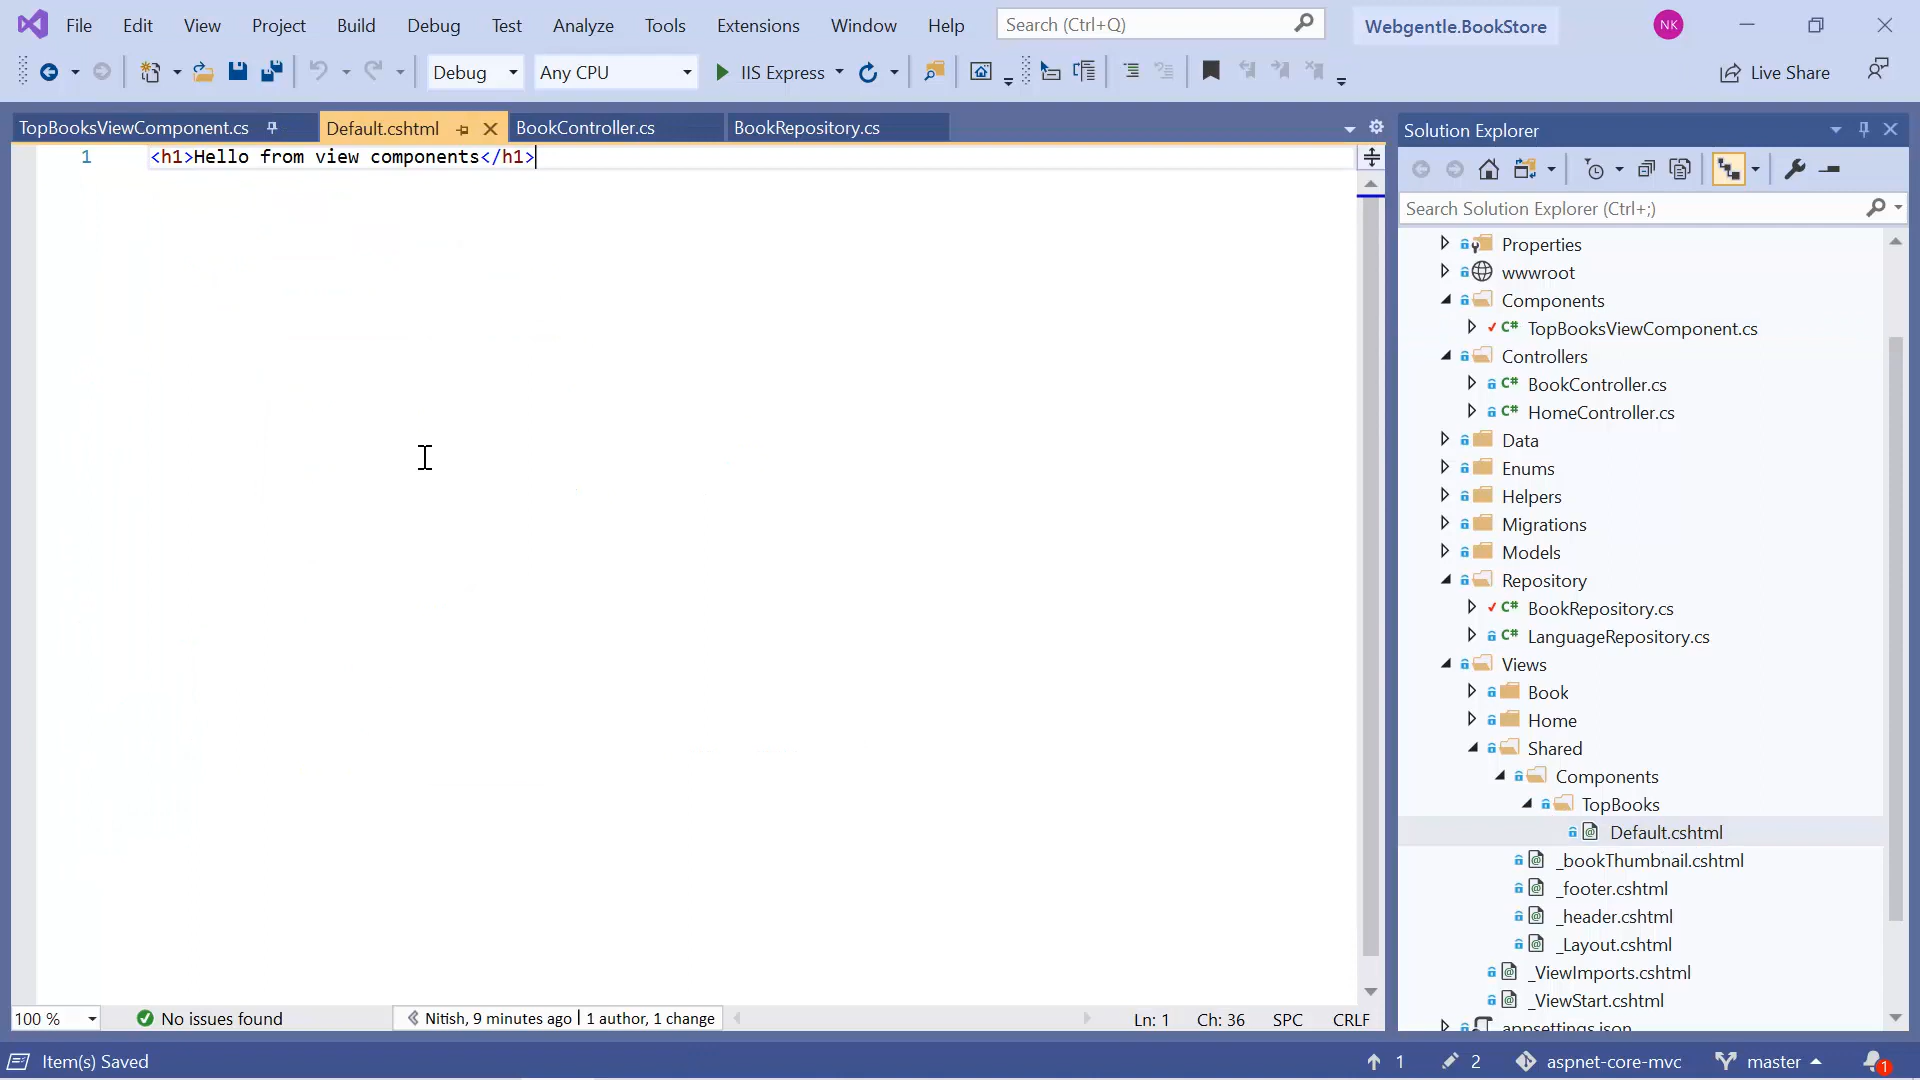 File Edit View Project Build Debug Test Analyze Tools Extensions Window Help Search (Ctrl+Q) Webgentle.BookStore NK
Debug Any CPU IIS Express Live Share
TopBooksViewComponent.cs Default.cshtml BookController.cs BookRepository.cs
1 <h1>Hello from view components</h1>
Solution Explorer
Search Solution Explorer (Ctrl+;)
Properties
wwwroot
Components
C# TopBooksViewComponent.cs
Controllers
C# BookController.cs
C# HomeController.cs
Data
Enums
Helpers
Migrations
Models
Repository
C# BookRepository.cs
C# LanguageRepository.cs
Views
Book
Home
Shared
Components
TopBooks
Default.cshtml
_bookThumbnail.cshtml
_footer.cshtml
_header.cshtml
_Layout.cshtml
_ViewImports.cshtml
_ViewStart.cshtml
appsettings.json
100 % No issues found Nitish, 9 minutes ago | 1 author, 1 change Ln: 1 Ch: 36 SPC CRLF
Item(s) Saved 1 2 aspnet-core-mvc master 1